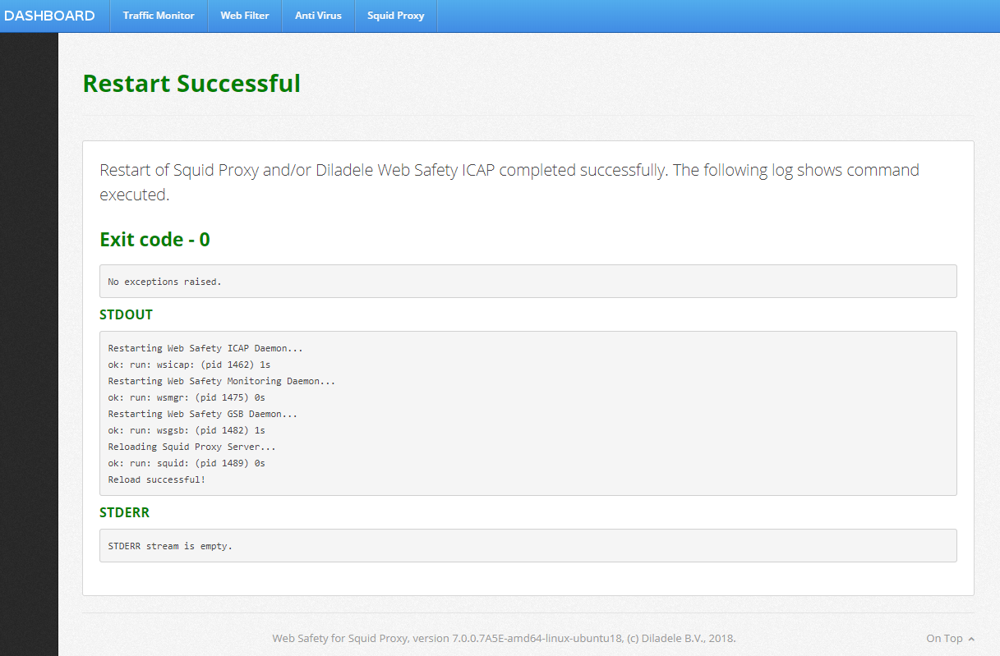 DASHBOARD Traffic Monitor Web Filter Anti Virus Squid Proxy
Restart Successful
Restart of Squid Proxy and/or Diladele Web Safety ICAP completed successfully. The following log shows command
executed.
Exit code - 0
No exceptions raised.
STDOUT
Restarting Web Safety ICAP Daemon...
ok: run: wsicap: (pid 1462) 1s
Restarting Web Safety Monitoring Daemon...
ok: run: wsmgr: (pid 1475) 0s
Restarting Web Safety GSB Daemon...
ok: run: wsgsb: (pid 1482) 1s
Reloading Squid Proxy Server...
ok: run: squid: (pid 1489) 0s
Reload successful!
STDERR
STDERR stream is empty.
Web Safety for Squid Proxy, version 7.0.0.7A5E-amd64-linux-ubuntu18, (c) Diladele B.V., 2018. On Top